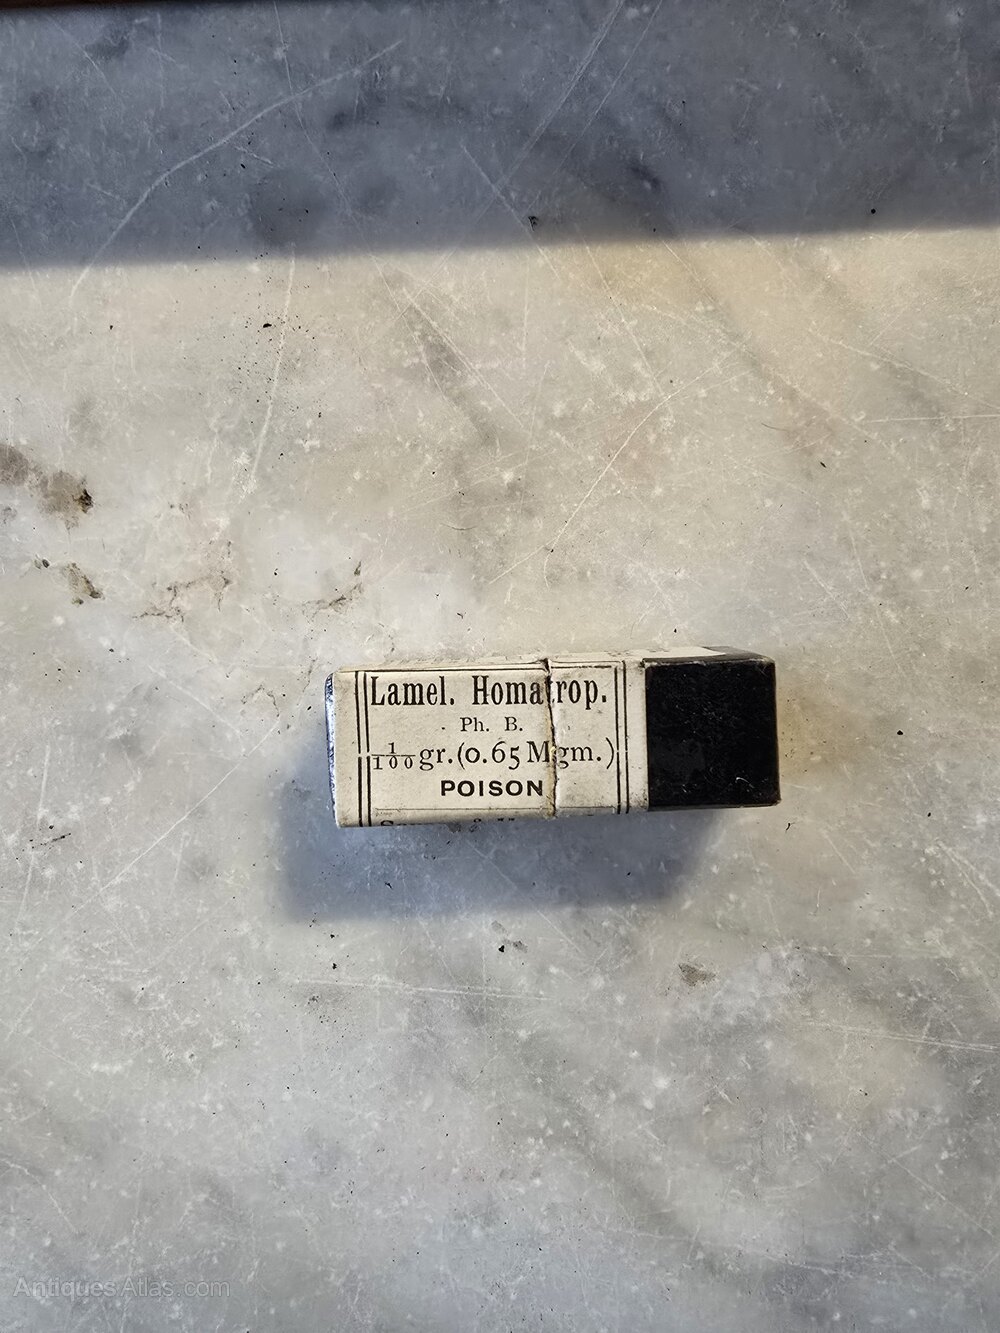 Lamel. Homatrop.
Ph. B.
1/100 gr. (0.65 Mgm.)
POISON
AntiquesAtlas.com